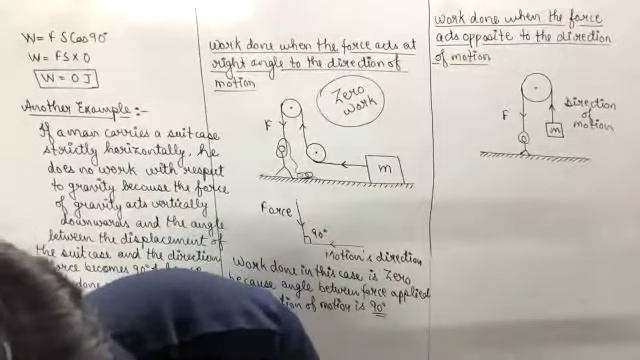 W = F S Cos 90°
W = FS × 0
W = 0 J
Another Example:-
If a man carries a suitcase
strictly horizontally, he
does no work with respect
to gravity because the force
of gravity acts vertically
downwards and the angle
between the displacement of
the suitcase and the direction
force becomes 90°
Work done when the force acts at
right angle to the direction of
motion
Zero
work
F
m
Force
90°
Motion's direction
Work done in this case is Zero
because angle between force applied
of motion is 90°
Work done when the force
acts opposite to the direction
of motion
F
m
Direction
of
motion